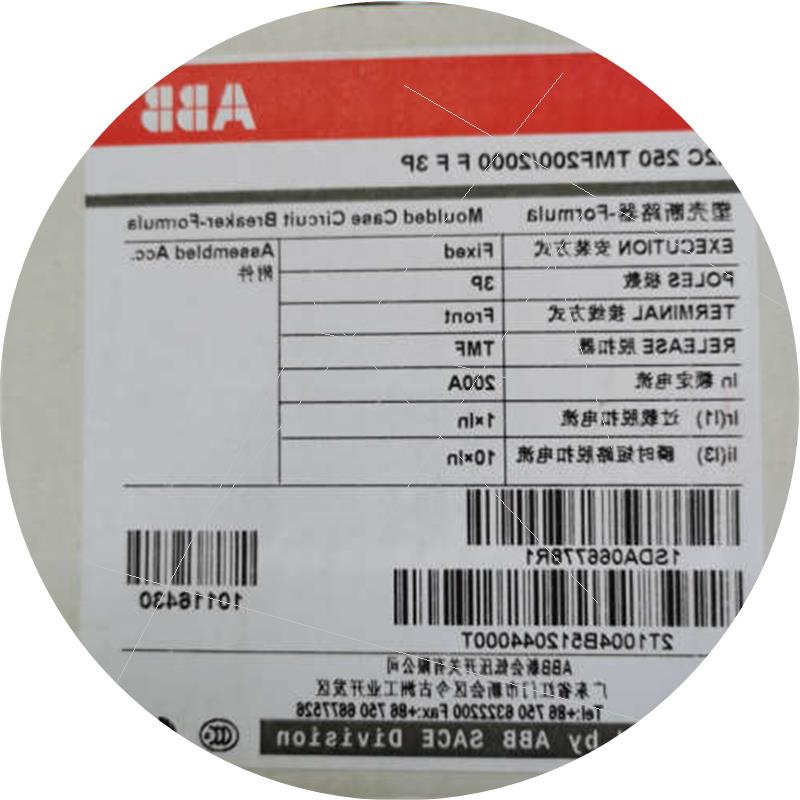 ABB
2C 250 TMF200/2000 F F 3P
塑壳断路器-Formula Moulded Case Circuit Breaker-Formula
EXECUTION 安装方式 Fixed Assembled Acc.
附件
POLES 极数 3P
TERMINAL 接线方式 Front
RELEASE 脱扣器 TMF
In 额定电流 200A
Ir(I1) 过载脱扣电流 1×In
Ii(I3) 瞬时短路脱扣电流 10×In
1SDA066778R1
10116430
2T1004B512044000T
ABB新会低压开关有限公司
广东省江门市新会区今古洲工业开发区
Tel:+86 750 6322200 Fax:+86 750 6677526
by ABB SACE Division